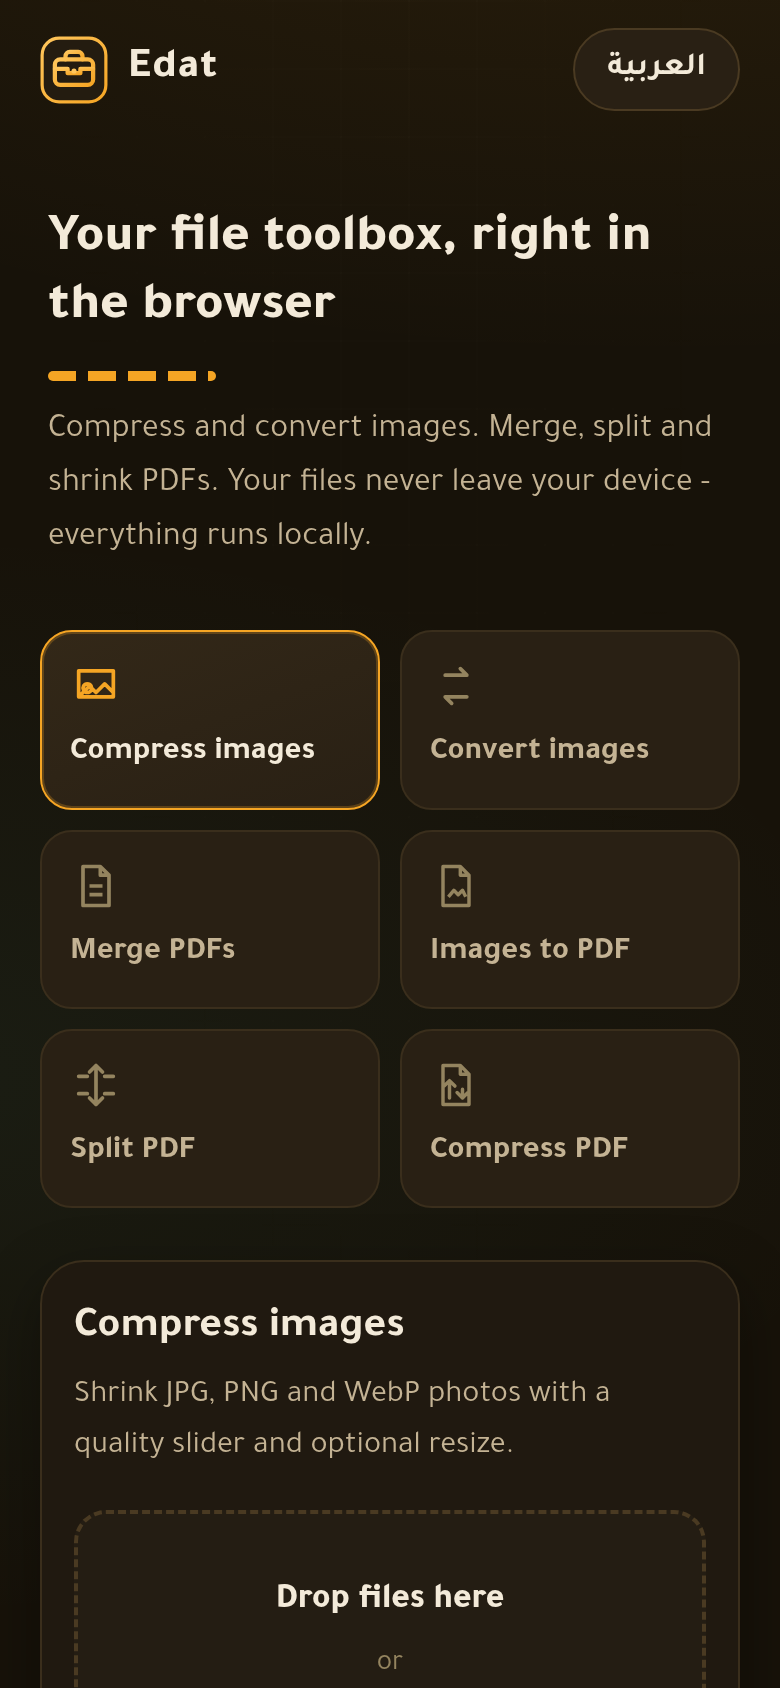 Edat
العربية
Your file toolbox, right in
the browser
Compress and convert images. Merge, split and
shrink PDFs. Your files never leave your device -
everything runs locally.
Compress images
Convert images
Merge PDFs
Images to PDF
Split PDF
Compress PDF
Compress images
Shrink JPG, PNG and WebP photos with a
quality slider and optional resize.
Drop files here
or